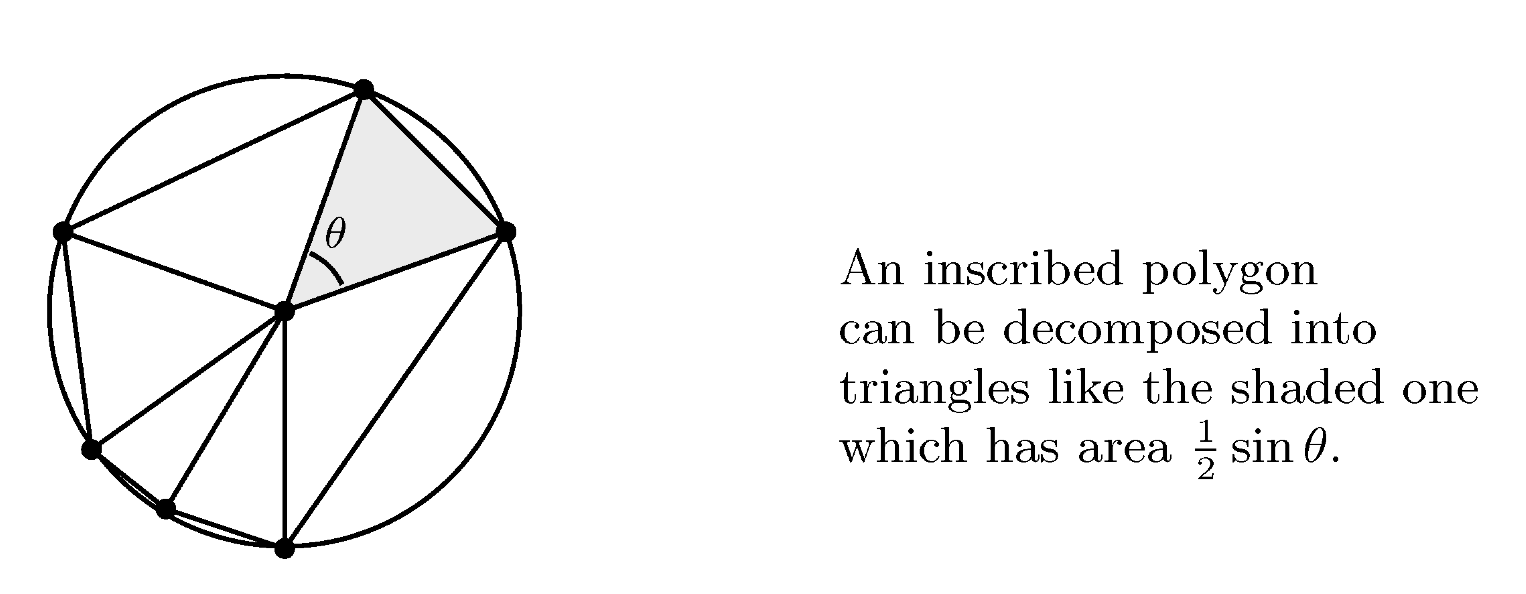 θ
An inscribed polygon
can be decomposed into
triangles like the shaded one
which has area $\frac{1}{2} \sin \theta$.